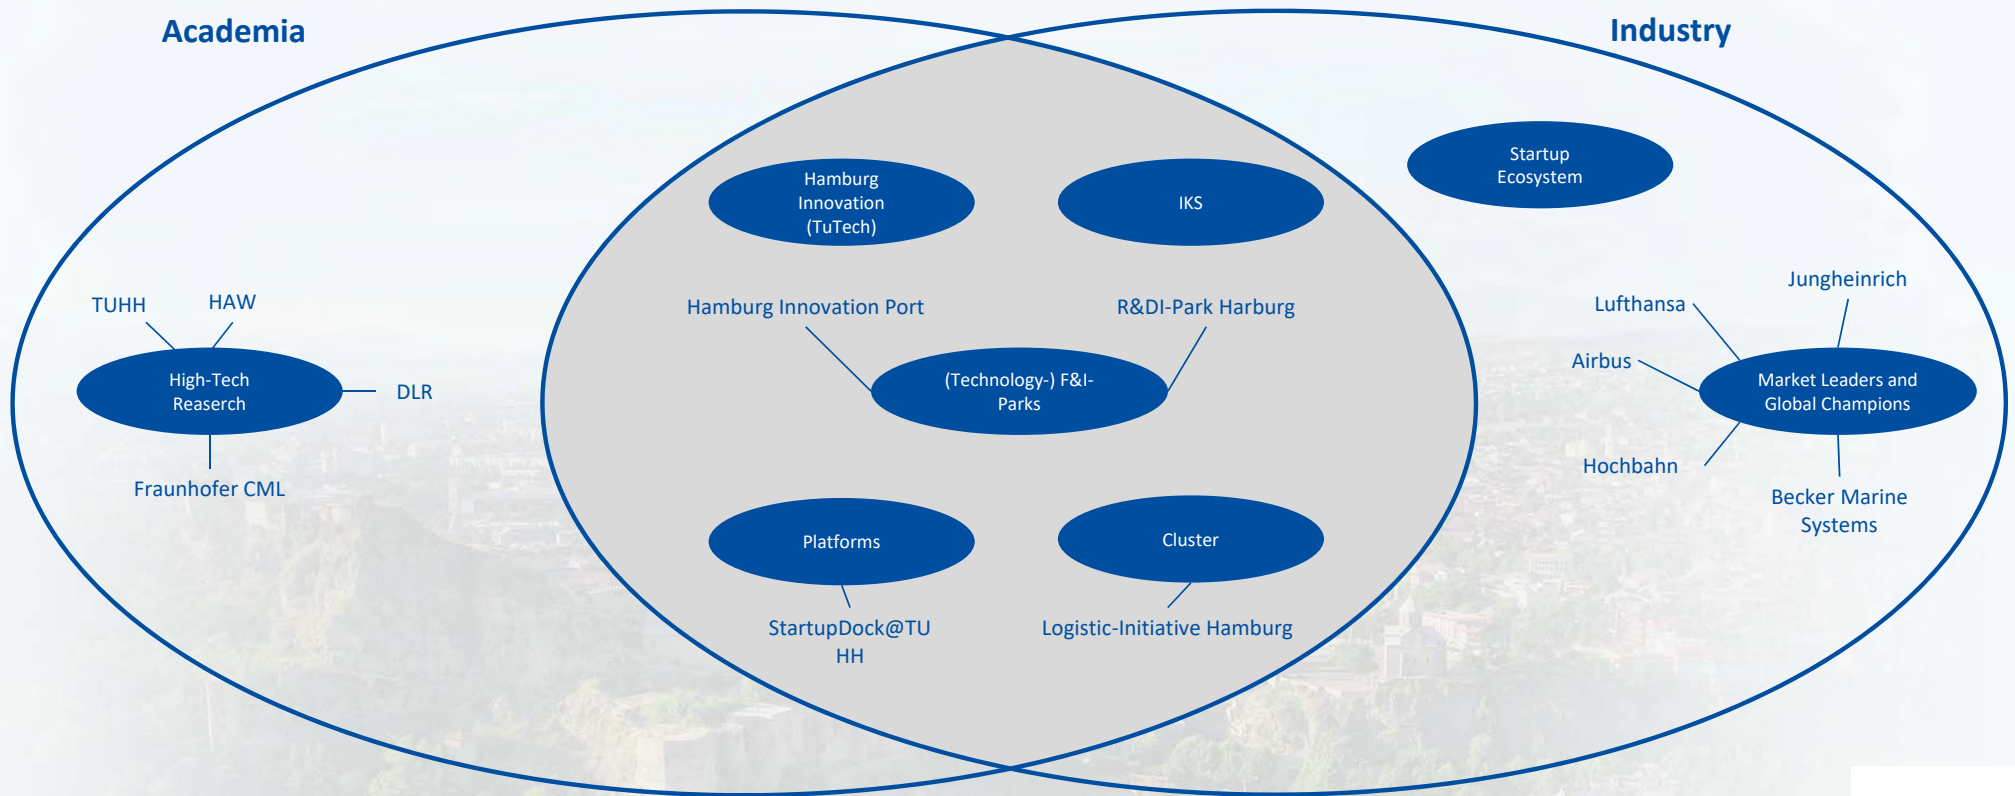 Academia
Industry
Startup
Ecosystem
Hamburg
Innovation
(TuTech)
IKS
TUHH
HAW
Hamburg Innovation Port
R&DI-Park Harburg
Lufthansa
Jungheinrich
High-Tech
Reaserch
DLR
(Technology-) F&I-
Parks
Airbus
Market Leaders and
Global Champions
Fraunhofer CML
Hochbahn
Becker Marine
Systems
Platforms
Cluster
StartupDock@TU
HH
Logistic-Initiative Hamburg